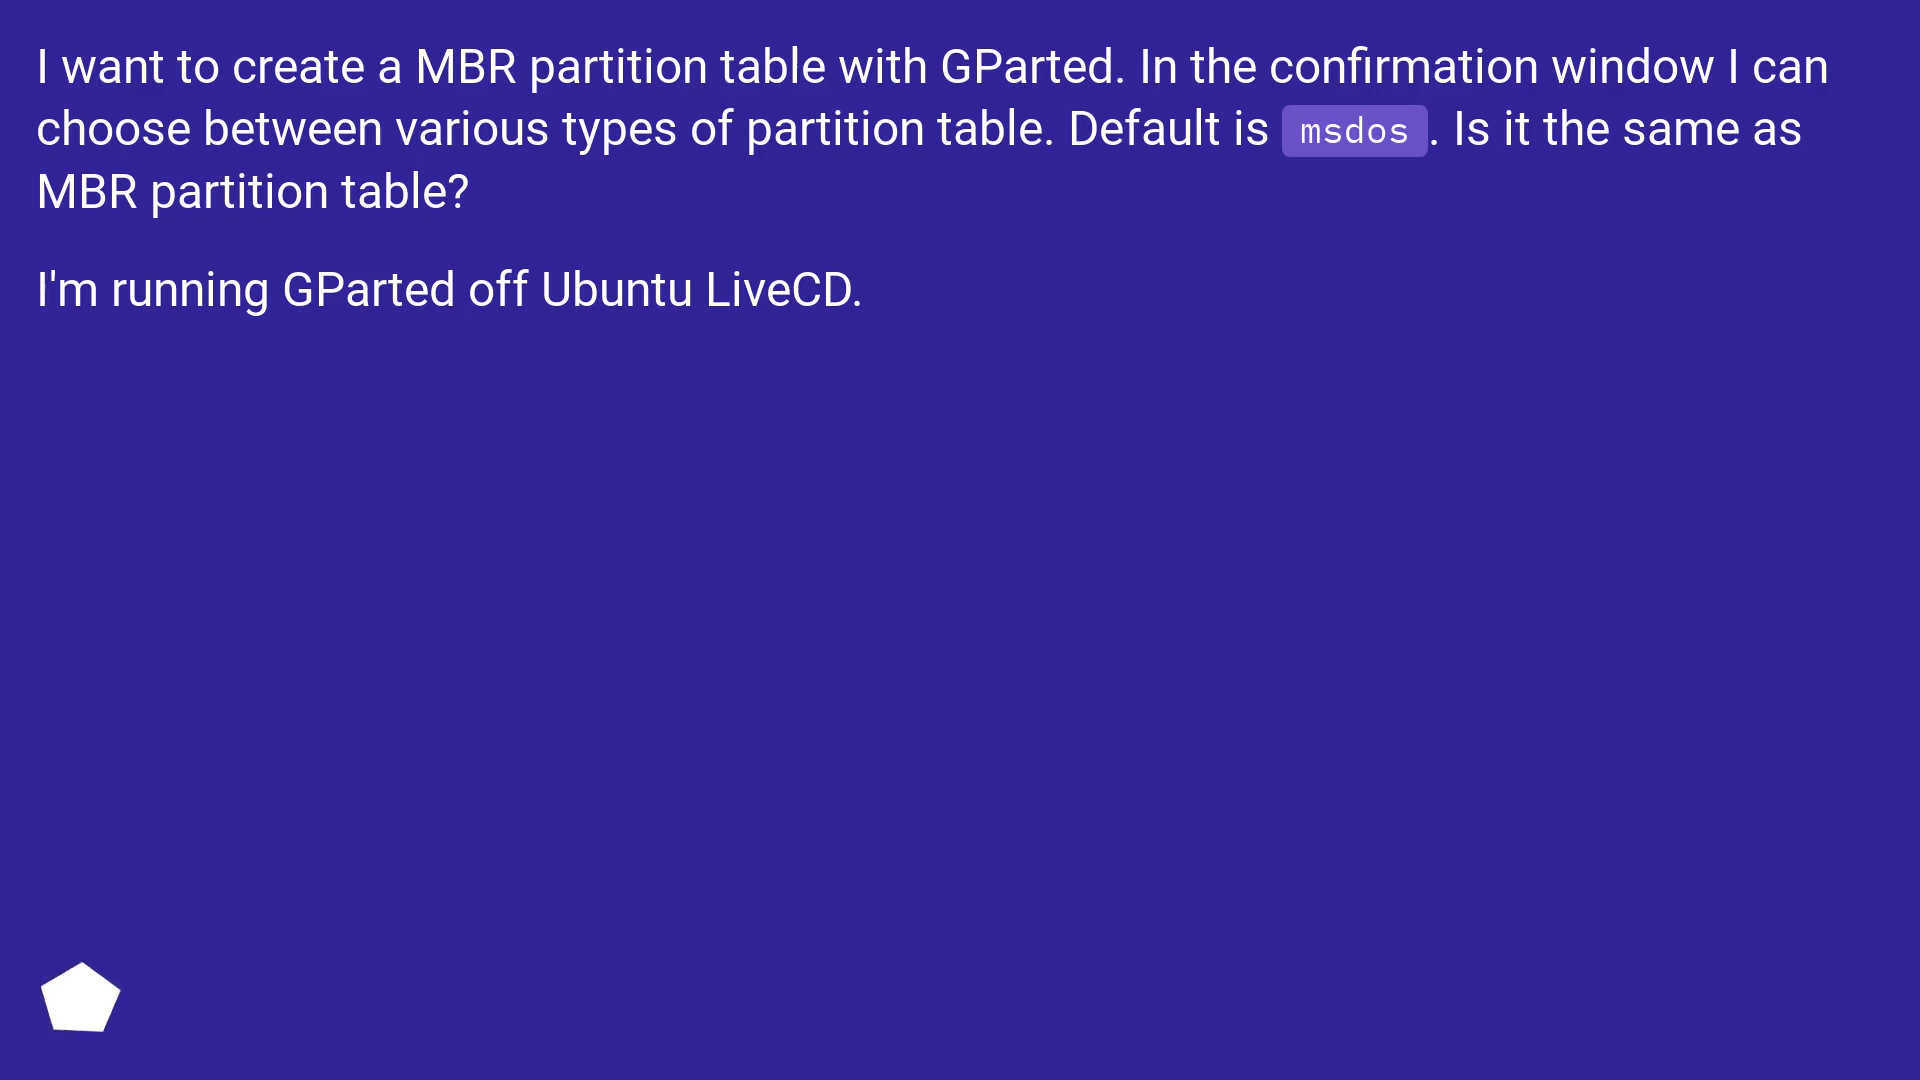 I want to create a MBR partition table with GParted. In the confirmation window I can
choose between various types of partition table. Default is msdos. Is it the same as
MBR partition table?
I'm running GParted off Ubuntu LiveCD.